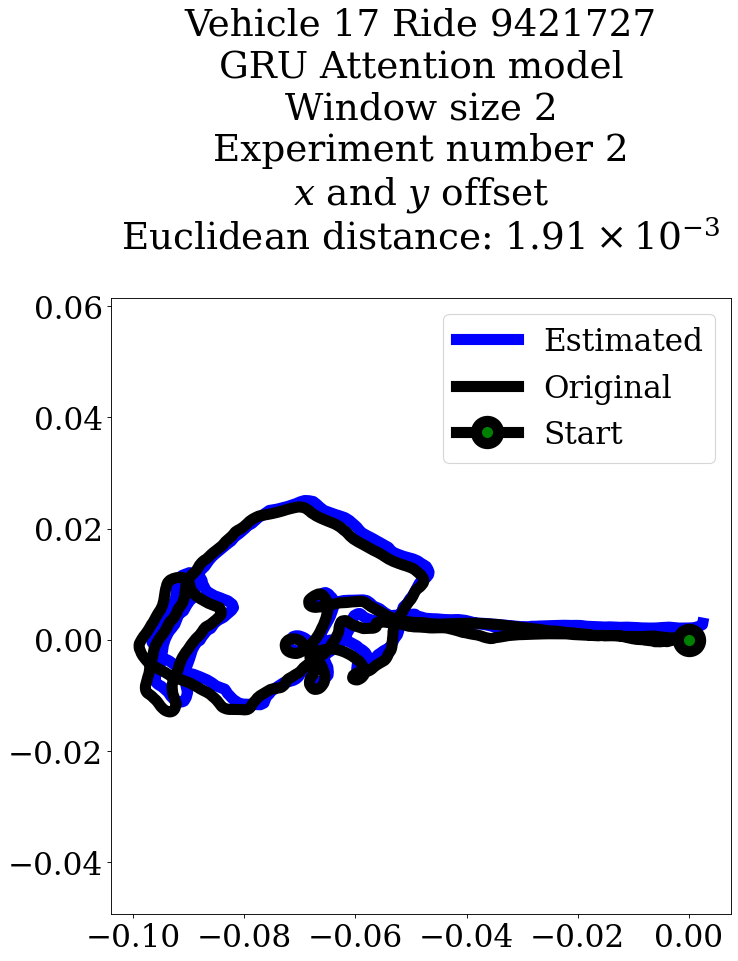 Vehicle 17 Ride 9421727
GRU Attention model
Window size 2
Experiment number 2
x and y offset
Euclidean distance: 1.91 × 10⁻³
Estimated
Original
Start
0.06
0.04
0.02
0.00
−0.02
−0.04
−0.10 −0.08 −0.06 −0.04 −0.02 0.00